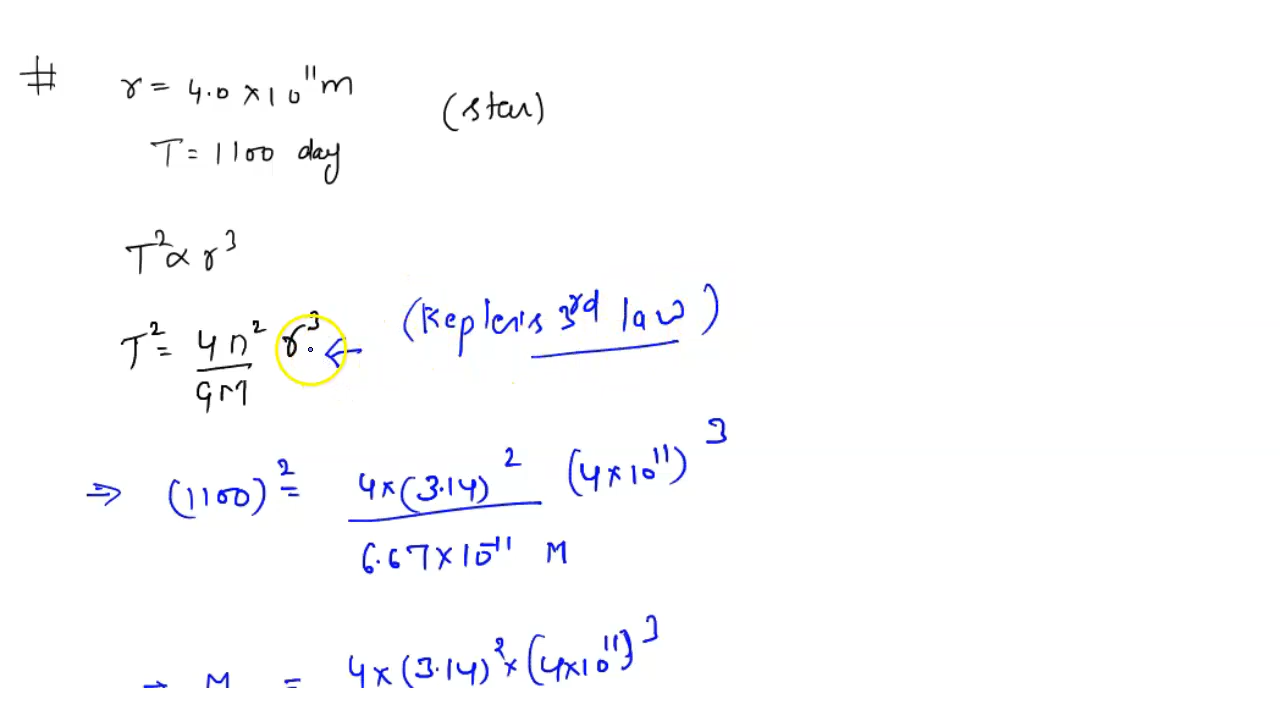 #
r = 4.0 × 10¹¹ m (star)
T = 1100 day
T² ∝ r³
T² = 4π²/GM r³ ← (Kepler's 3rd law)
⇒ (1100)² = 4×(3.14)²/6.67×10⁻¹¹ M (4×10¹¹)³
⇒ M = 4×(3.14)²×(4×10¹¹)³